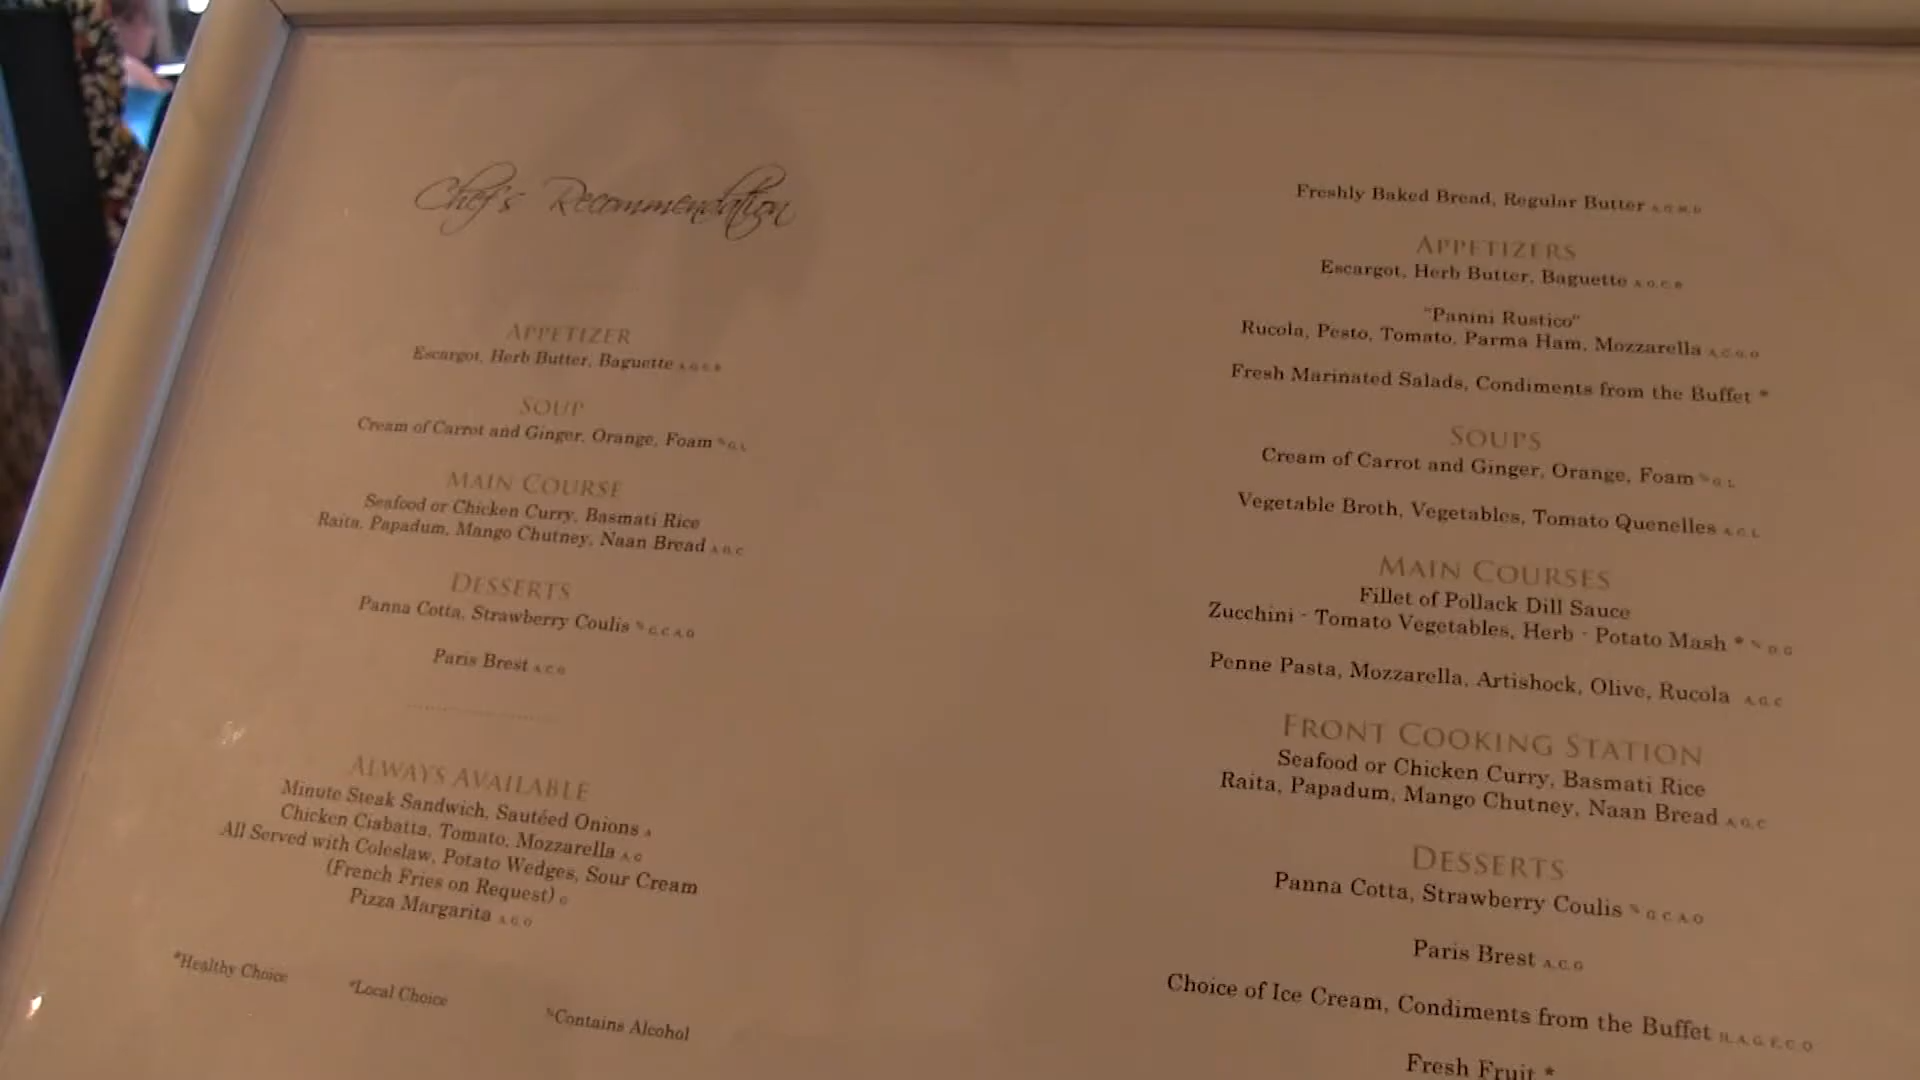 Chef's Recommendation
APPETIZER
Escargot, Herb Butter, Baguette A,G,C,R
SOUP
Cream of Carrot and Ginger, Orange, Foam % G, L
MAIN COURSE
Seafood or Chicken Curry, Basmati Rice
Raita, Papadum, Mango Chutney, Naan Bread A,G,C
DESSERTS
Panna Cotta, Strawberry Coulis % G,C,A,O
Paris Brest A,C,G
ALWAYS AVAILABLE
Minute Steak Sandwich, Sautéed Onions A
Chicken Ciabatta, Tomato, Mozzarella A,G
All Served with Coleslaw, Potato Wedges, Sour Cream
(French Fries on Request) G
Pizza Margarita A,G,O
*Healthy Choice
*Local Choice
%Contains Alcohol
Freshly Baked Bread, Regular Butter
APPETIZERS
Escargot, Herb Butter, Baguette A,G,C,R
"Panini Rustico"
Rucola, Pesto, Tomato, Parma Ham, Mozzarella A,C,G,O
Fresh Marinated Salads, Condiments from the Buffet *
SOUPS
Cream of Carrot and Ginger, Orange, Foam % G, L
Vegetable Broth, Vegetables, Tomato Quenelles A,C,L
MAIN COURSES
Fillet of Pollack Dill Sauce
Zucchini - Tomato Vegetables, Herb - Potato Mash * % D,G
Penne Pasta, Mozzarella, Artishock, Olive, Rucola A,G,C
FRONT COOKING STATION
Seafood or Chicken Curry, Basmati Rice
Raita, Papadum, Mango Chutney, Naan Bread A,G,C
DESSERTS
Panna Cotta, Strawberry Coulis % G,C,A,O
Paris Brest A,C,G
Choice of Ice Cream, Condiments from the Buffet H,A,G,E,C,O
Fresh Fruit *